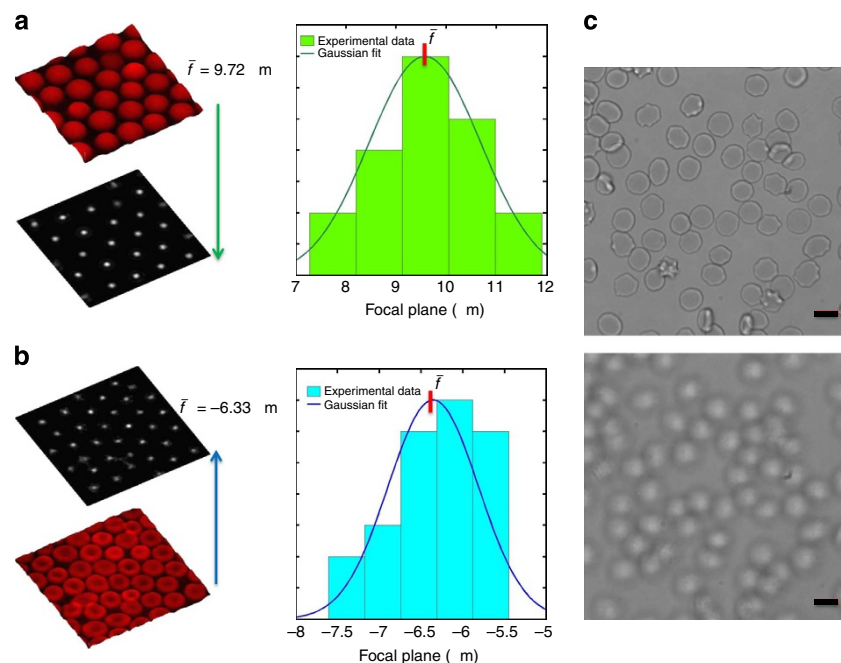 a
f̄ = 9.72 m
f̄
Experimental data
Gaussian fit
7 8 9 10 11 12
Focal plane ( m)
b
f̄ = –6.33 m
f̄
Experimental data
Gaussian fit
–8 –7.5 –7 –6.5 –6 –5.5 –5
Focal plane ( m)
c